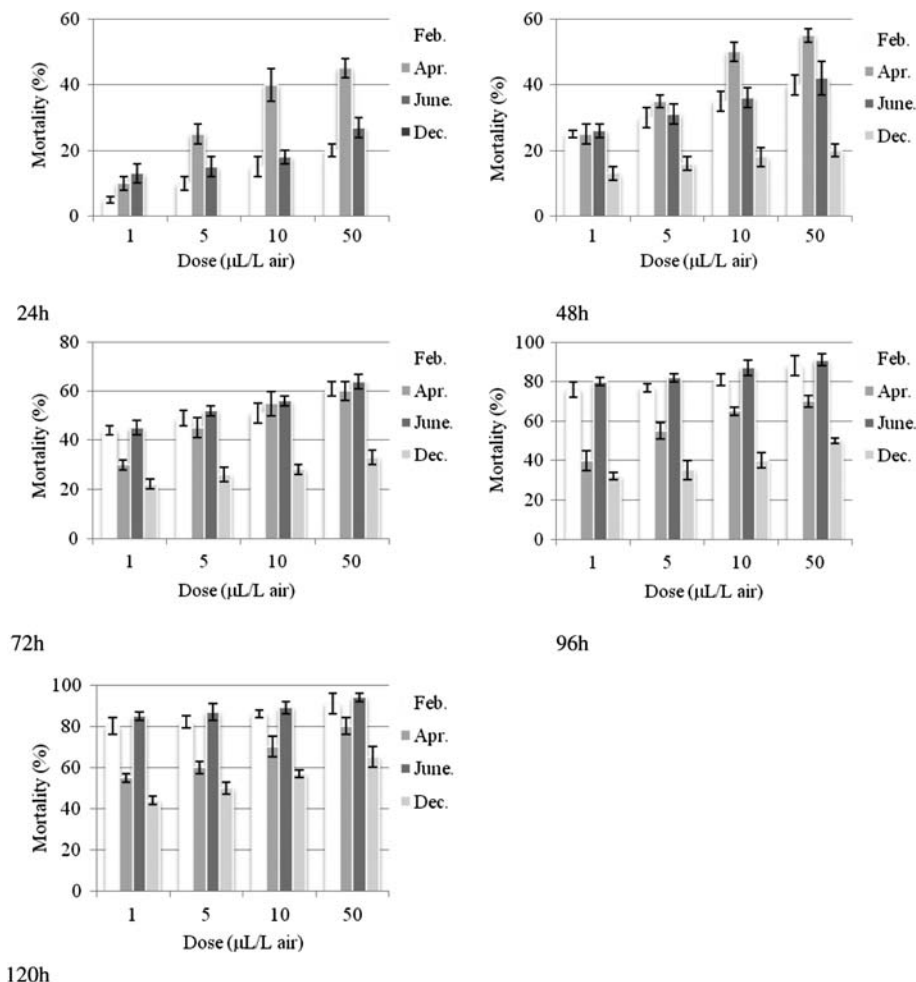 60
40
20
0
Mortality (%)
1 5 10 50
Dose (μL/L air)
Feb.
Apr.
June.
Dec.
24h
60
40
20
0
Mortality (%)
1 5 10 50
Dose (μL/L air)
Feb.
Apr.
June.
Dec.
48h
80
60
40
20
0
Mortality (%)
1 5 10 50
Dose (μL/L air)
Feb.
Apr.
June.
Dec.
72h
100
80
60
40
20
0
Mortality (%)
1 5 10 50
Dose (μL/L air)
Feb.
Apr.
June.
Dec.
96h
100
80
60
40
20
0
Mortality (%)
1 5 10 50
Dose (μL/L air)
Feb.
Apr.
June.
Dec.
120h